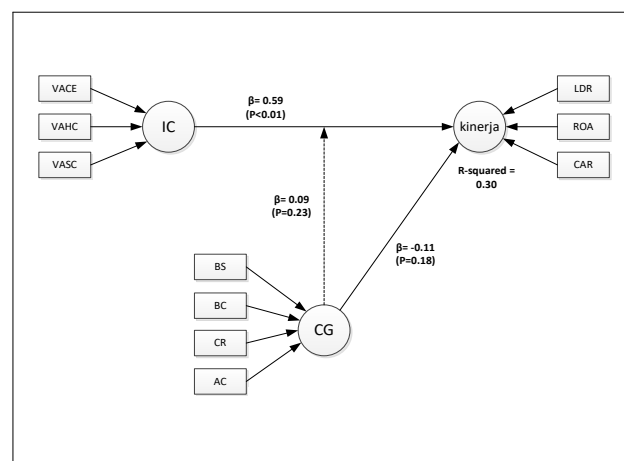 VACE
VAHC
VASC
IC
β= 0.59
(P<0.01)
kinerja
LDR
ROA
CAR
R-squared =
0.30
β= 0.09
(P=0.23)
β= -0.11
(P=0.18)
BS
BC
CR
AC
CG